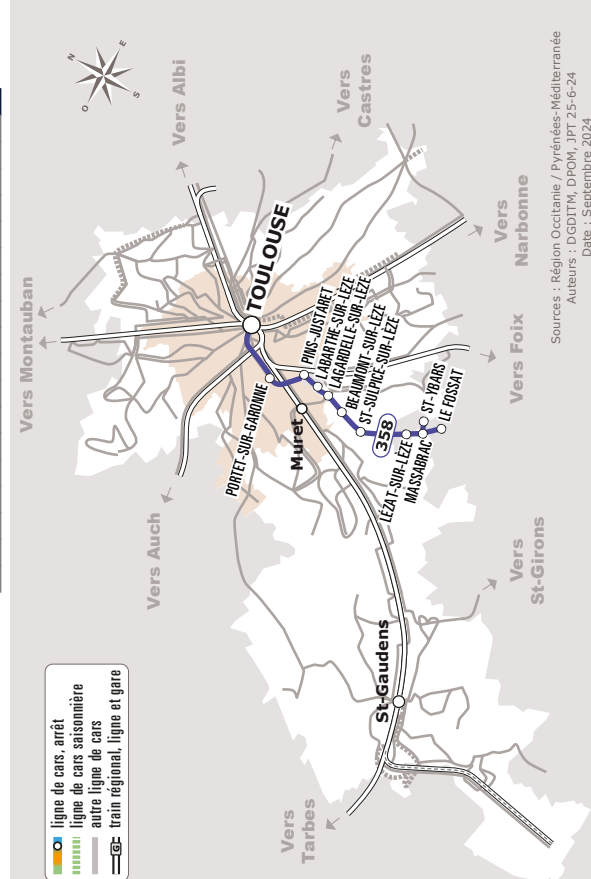 Vers Montauban
Vers Albi
Vers
Castres
N
E
S
O
Vers Auch
TOULOUSE
PORTET-SUR-GARONNE
PINS-JUSTARET
LABARTHE-SUR-LÈZE
LAGARDELLE-SUR-LÈZE
BEAUMONT-SUR-LÈZE
ST-SULPICE-SUR-LÈZE
Muret
358
LÉZAT-SUR-LÈZE
MASSABRAC
ST-YBARS
LE FOSSAT
Vers
Narbonne
Vers Foix
Vers
St-Girons
St-Gaudens
Vers
Tarbes
ligne de cars, arrêt
ligne de cars saisonnière
autre ligne de cars
G train régional, ligne et gare
Sources : Région Occitanie / Pyrénées-Méditerranée
Auteurs : DGDITM, DPOM, JPT 25-6-24
Date : Septembre 2024